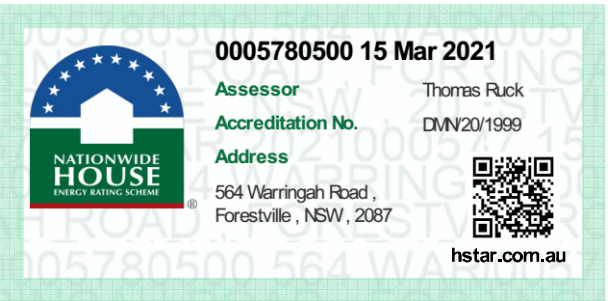 0005780500 15 Mar 2021
Assessor Thomas Ruck
Accreditation No. DMN/20/1999
Address
564 Warringah Road ,
Forestville , NSW , 2087
NATIONWIDE
HOUSE
ENERGY RATING SCHEME
®
hstar.com.au